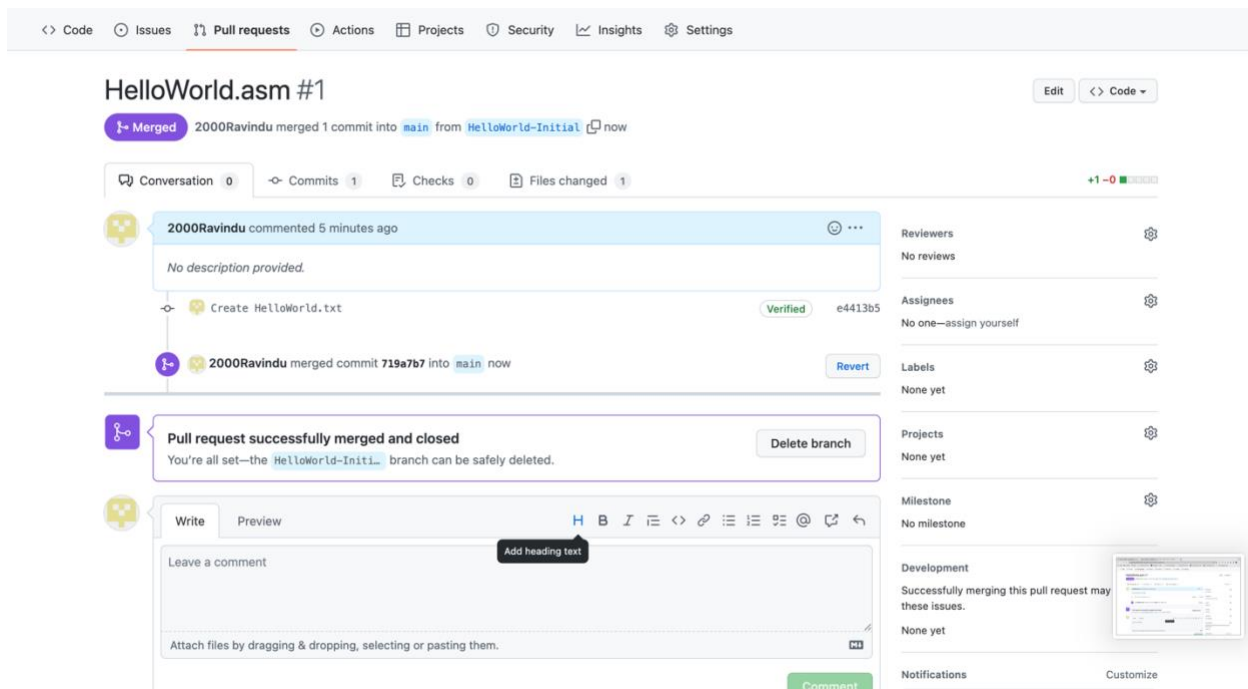 <> Code Issues Pull requests Actions Projects Security Insights Settings
HelloWorld.asm #1
Edit <> Code
Merged 2000Ravindu merged 1 commit into main from HelloWorld-Initial now
Conversation 0 Commits 1 Checks 0 Files changed 1
+1 −0
2000Ravindu commented 5 minutes ago
No description provided.
Create HelloWorld.txt Verified e4413b5
2000Ravindu merged commit 719a7b7 into main now Revert
Pull request successfully merged and closed
You're all set—the HelloWorld-Initi… branch can be safely deleted.
Delete branch
Write Preview
H B I <> @
Add heading text
Leave a comment
Attach files by dragging & dropping, selecting or pasting them.
Comment
Reviewers
No reviews
Assignees
No one—assign yourself
Labels
None yet
Projects
None yet
Milestone
No milestone
Development
Successfully merging this pull request may
these issues.
None yet
Notifications Customize